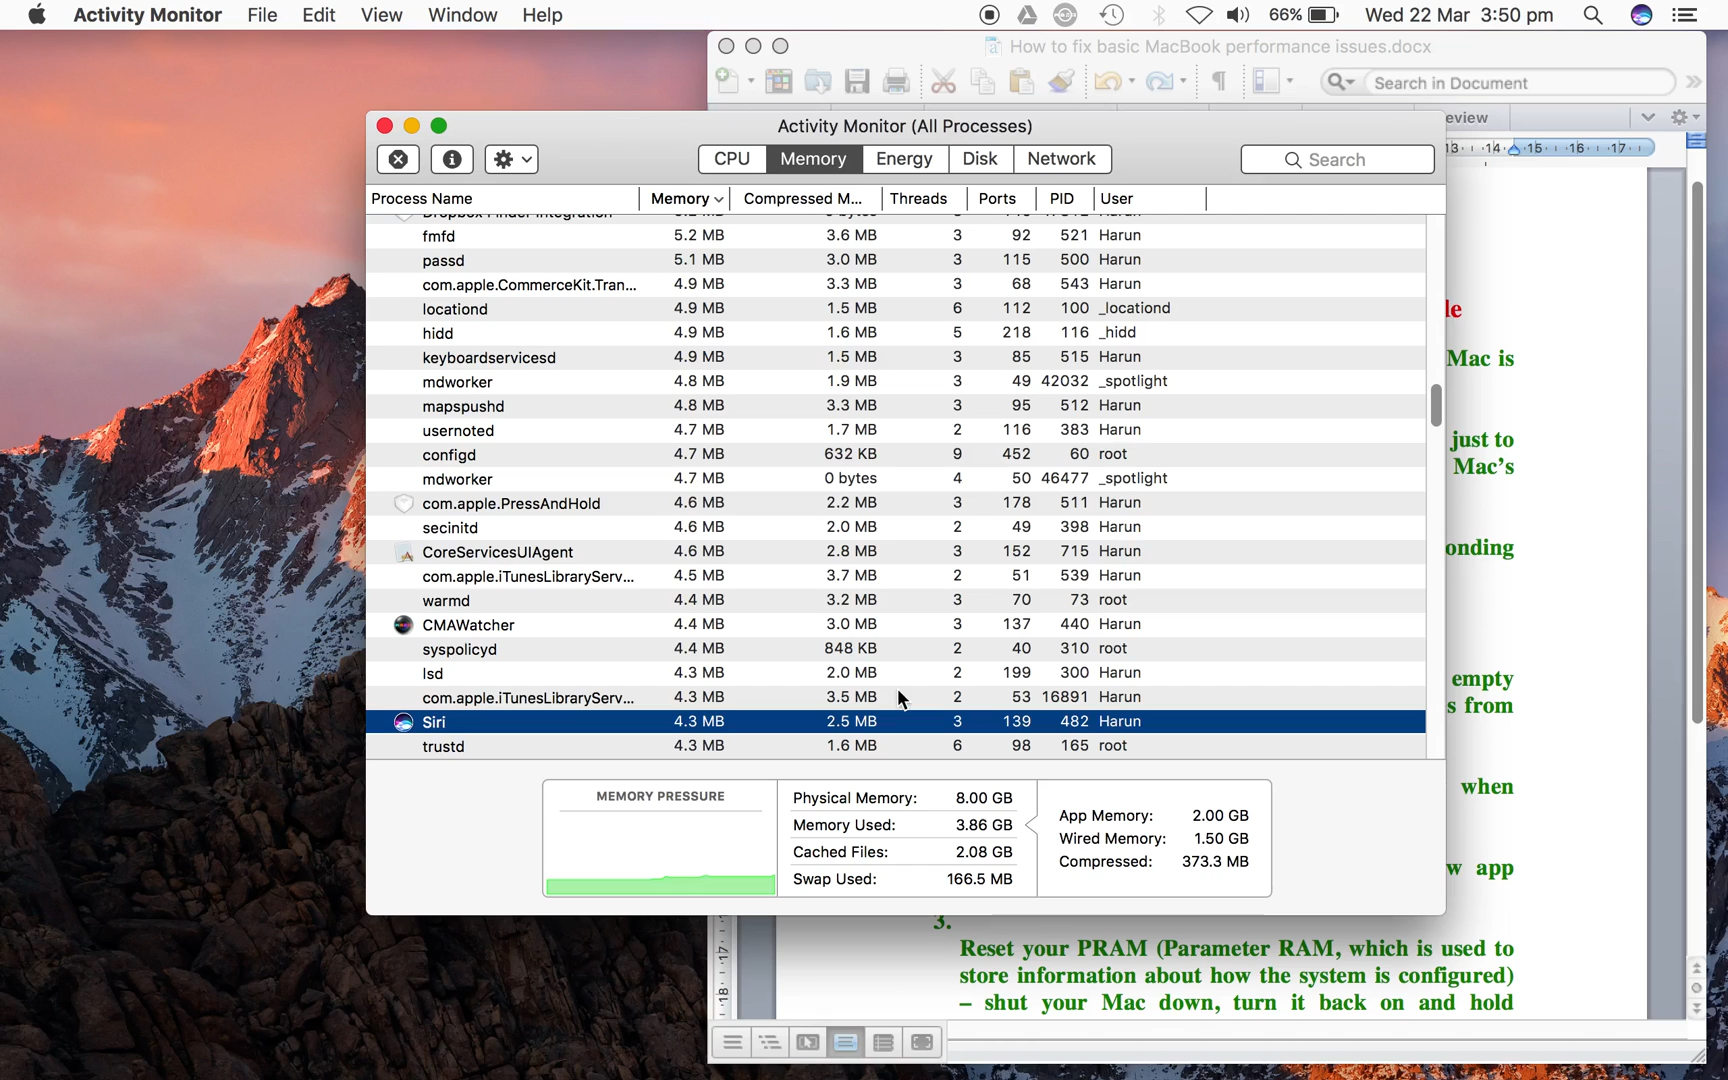 Activity Monitor File Edit View Window Help 66% Wed 22 Mar 3:50 pm
How to fix basic MacBook performance issues.docx
Search in Document
eview
Activity Monitor (All Processes)
CPU Memory Energy Disk Network Search
13 14 15 16 17
Process Name Memory Compressed M... Threads Ports PID User
Dropbox Finder Integration
fmfd 5.2 MB 3.6 MB 3 92 521 Harun
passd 5.1 MB 3.0 MB 3 115 500 Harun
com.apple.CommerceKit.Tran... 4.9 MB 3.3 MB 3 68 543 Harun
locationd 4.9 MB 1.5 MB 6 112 100 _locationd
le
hidd 4.9 MB 1.6 MB 5 218 116 _hidd
keyboardservicesd 4.9 MB 1.5 MB 3 85 515 Harun
Mac is
mdworker 4.8 MB 1.9 MB 3 49 42032 _spotlight
mapspushd 4.8 MB 3.3 MB 3 95 512 Harun
usernoted 4.7 MB 1.7 MB 2 116 383 Harun
just to
configd 4.7 MB 632 KB 9 452 60 root
Mac's
mdworker 4.7 MB 0 bytes 4 50 46477 _spotlight
com.apple.PressAndHold 4.6 MB 2.2 MB 3 178 511 Harun
secinitd 4.6 MB 2.0 MB 2 49 398 Harun
CoreServicesUIAgent 4.6 MB 2.8 MB 3 152 715 Harun
onding
com.apple.iTunesLibraryServ... 4.5 MB 3.7 MB 2 51 539 Harun
warmd 4.4 MB 3.2 MB 3 70 73 root
CMAWatcher 4.4 MB 3.0 MB 3 137 440 Harun
syspolicyd 4.4 MB 848 KB 2 40 310 root
lsd 4.3 MB 2.0 MB 2 199 300 Harun
empty
com.apple.iTunesLibraryServ... 4.3 MB 3.5 MB 2 53 16891 Harun
s from
Siri 4.3 MB 2.5 MB 3 139 482 Harun
trustd 4.3 MB 1.6 MB 6 98 165 root
when
MEMORY PRESSURE
Physical Memory: 8.00 GB
Memory Used: 3.86 GB
Cached Files: 2.08 GB
Swap Used: 166.5 MB
App Memory: 2.00 GB
Wired Memory: 1.50 GB
Compressed: 373.3 MB
w app
3.
Reset your PRAM (Parameter RAM, which is used to
store information about how the system is configured)
– shut your Mac down, turn it back on and hold
17
18